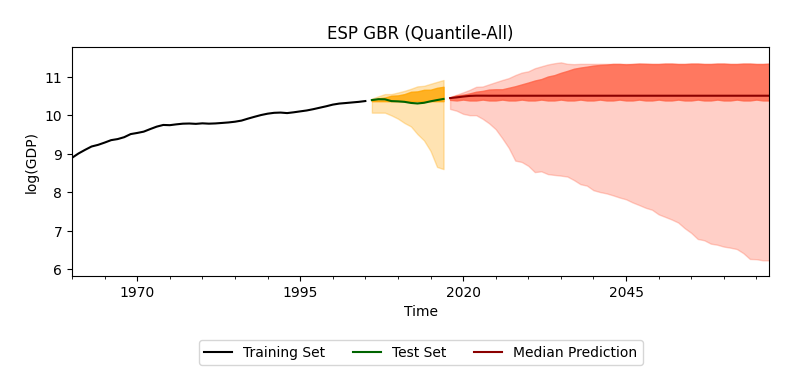 ESP GBR (Quantile-All)
11
10
9
8
7
6
log(GDP)
1970 1995 2020 2045
Time
Training Set Test Set Median Prediction